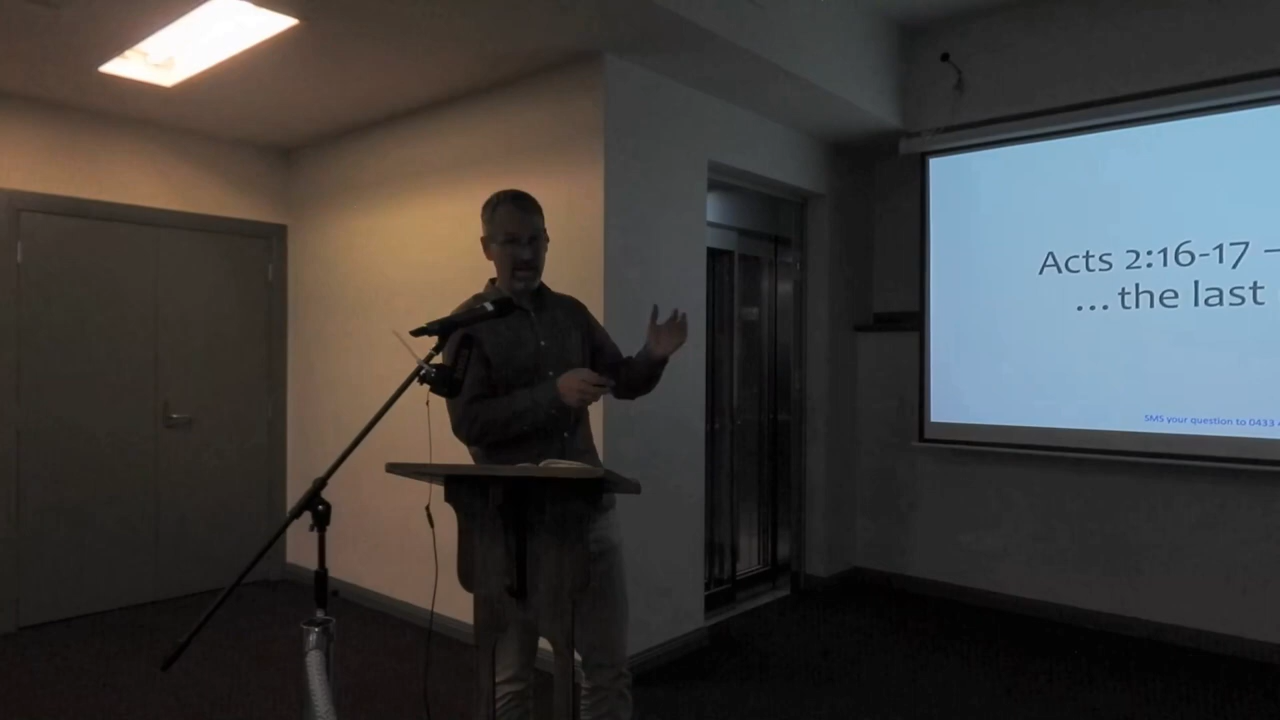 Acts 2:16-17 –
... the last
SMS your question to 0433